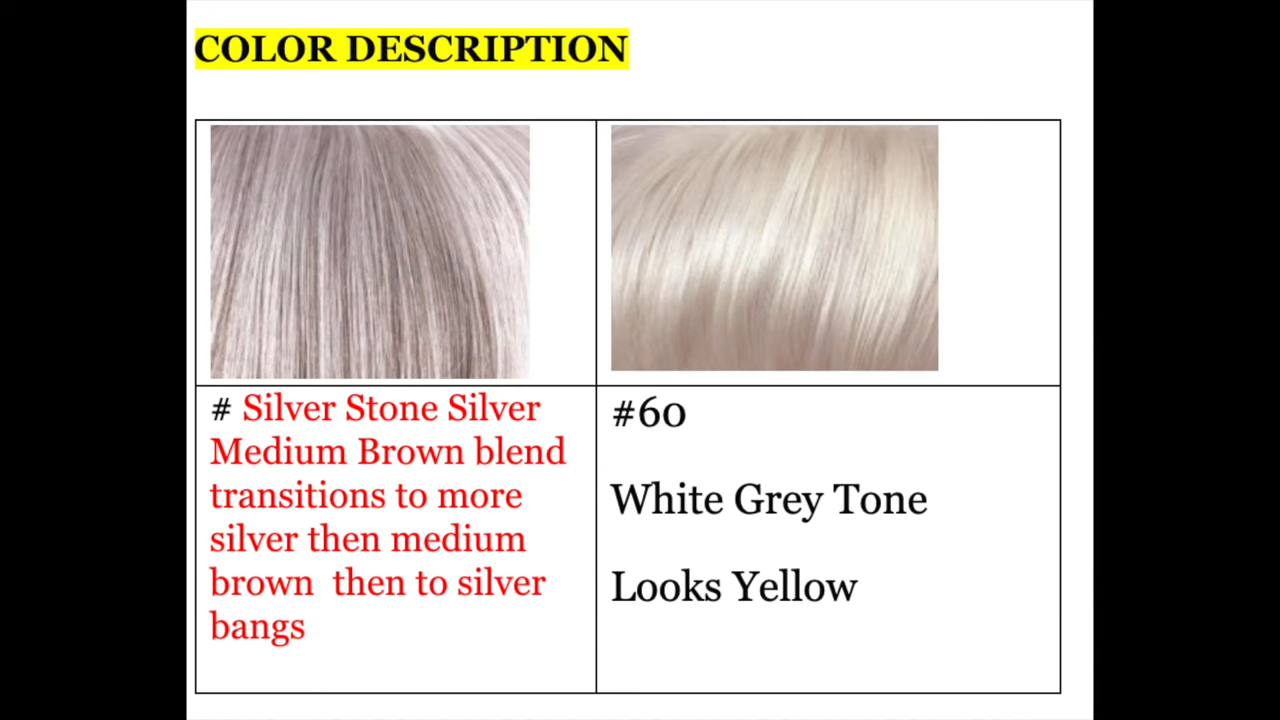 COLOR DESCRIPTION
# Silver Stone Silver
Medium Brown blend
transitions to more
silver then medium
brown  then to silver
bangs
#60
White Grey Tone
Looks Yellow